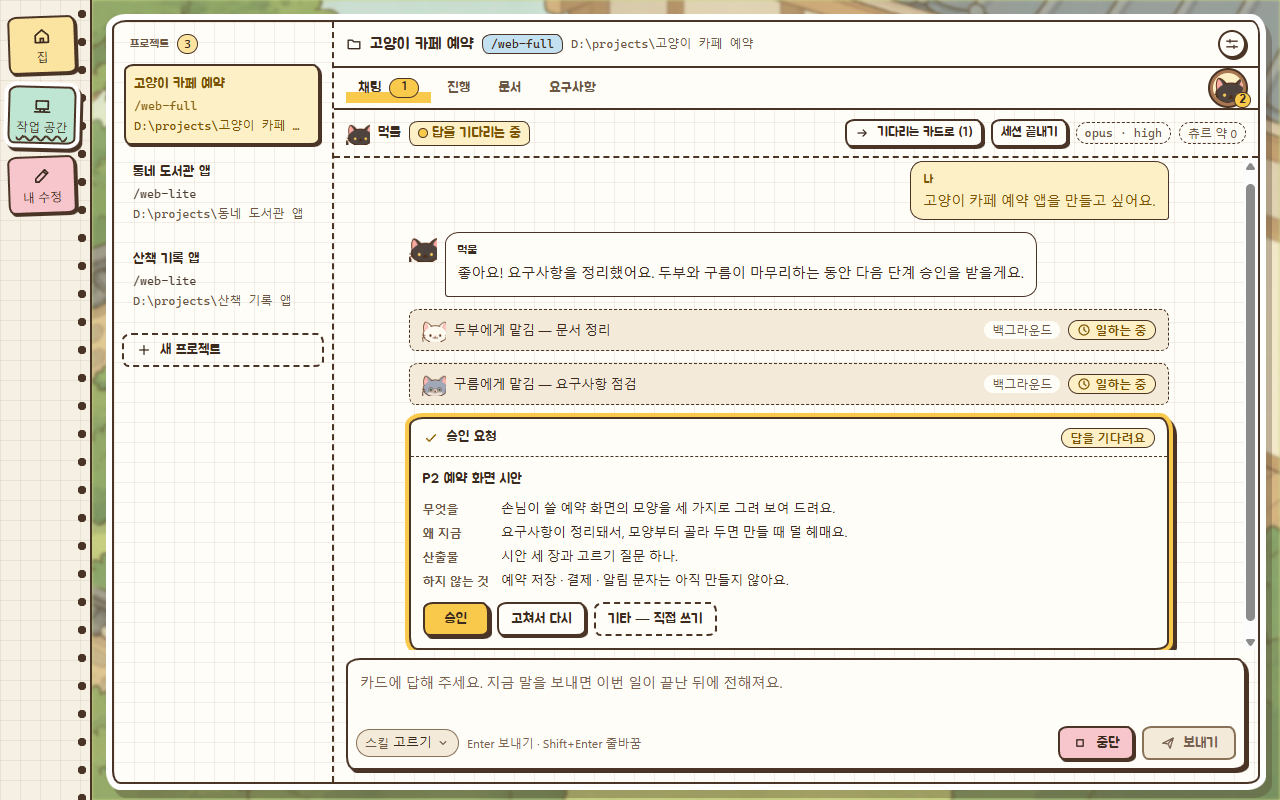 집
작업 공간
내 수정
프로젝트 3
고양이 카페 예약
/web-full
D:\projects\고양이 카페 …
동네 도서관 앱
/web-lite
D:\projects\동네 도서관 앱
산책 기록 앱
/web-lite
D:\projects\산책 기록 앱
새 프로젝트
고양이 카페 예약 /web-full D:\projects\고양이 카페 예약
채팅 1 진행 문서 요구사항
2
먹물 답을 기다리는 중 기다리는 카드로 (1) 세션 끝내기 opus · high 츄르 약 0
나
고양이 카페 예약 앱을 만들고 싶어요.
먹물
좋아요! 요구사항을 정리했어요. 두부와 구름이 마무리하는 동안 다음 단계 승인을 받을게요.
두부에게 맡김 — 문서 정리 백그라운드 일하는 중
구름에게 맡김 — 요구사항 점검 백그라운드 일하는 중
승인 요청 답을 기다려요
P2 예약 화면 시안
무엇을 손님이 쓸 예약 화면의 모양을 세 가지로 그려 보여 드려요.
왜 지금 요구사항이 정리돼서, 모양부터 골라 두면 만들 때 덜 헤매요.
산출물 시안 세 장과 고르기 질문 하나.
하지 않는 것 예약 저장 · 결제 · 알림 문자는 아직 만들지 않아요.
승인 고쳐서 다시 기타 — 직접 쓰기
카드에 답해 주세요. 지금 말을 보내면 이번 일이 끝난 뒤에 전해져요.
스킬 고르기 Enter 보내기 · Shift+Enter 줄바꿈 중단 보내기